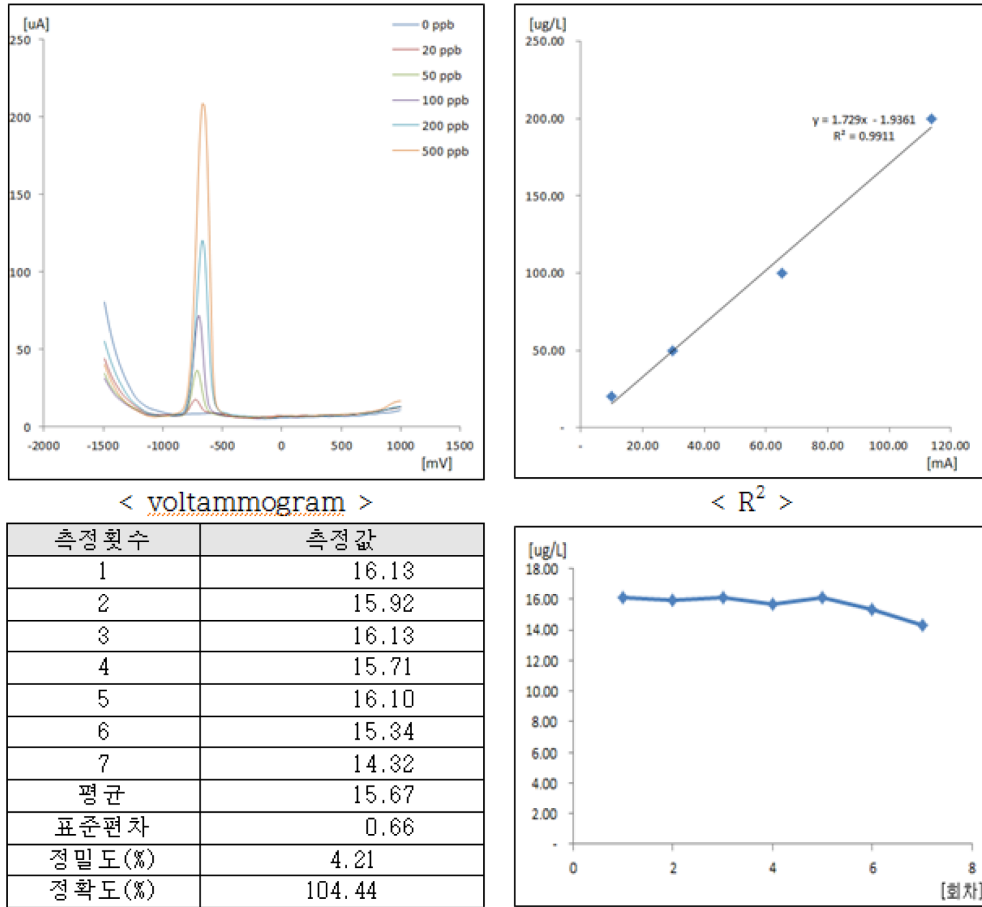 [uA]
250
200
150
100
50
0
-2000 -1500 -1000 -500 0 500 1000 1500
[mV]
0 ppb
20 ppb
50 ppb
100 ppb
200 ppb
500 ppb
< voltammogram >
[ug/L]
250.00
200.00
150.00
100.00
50.00
-
- 20.00 40.00 60.00 80.00 100.00 120.00
[mA]
y = 1.729x - 1.9361
R² = 0.9911
< R² >
측정횟수 측정값
1 16.13
2 15.92
3 16.13
4 15.71
5 16.10
6 15.34
7 14.32
평균 15.67
표준편차 0.66
정밀도(%) 4.21
정확도(%) 104.44
[ug/L]
18.00
16.00
14.00
12.00
10.00
8.00
6.00
4.00
2.00
-
0 2 4 6 8
[회차]